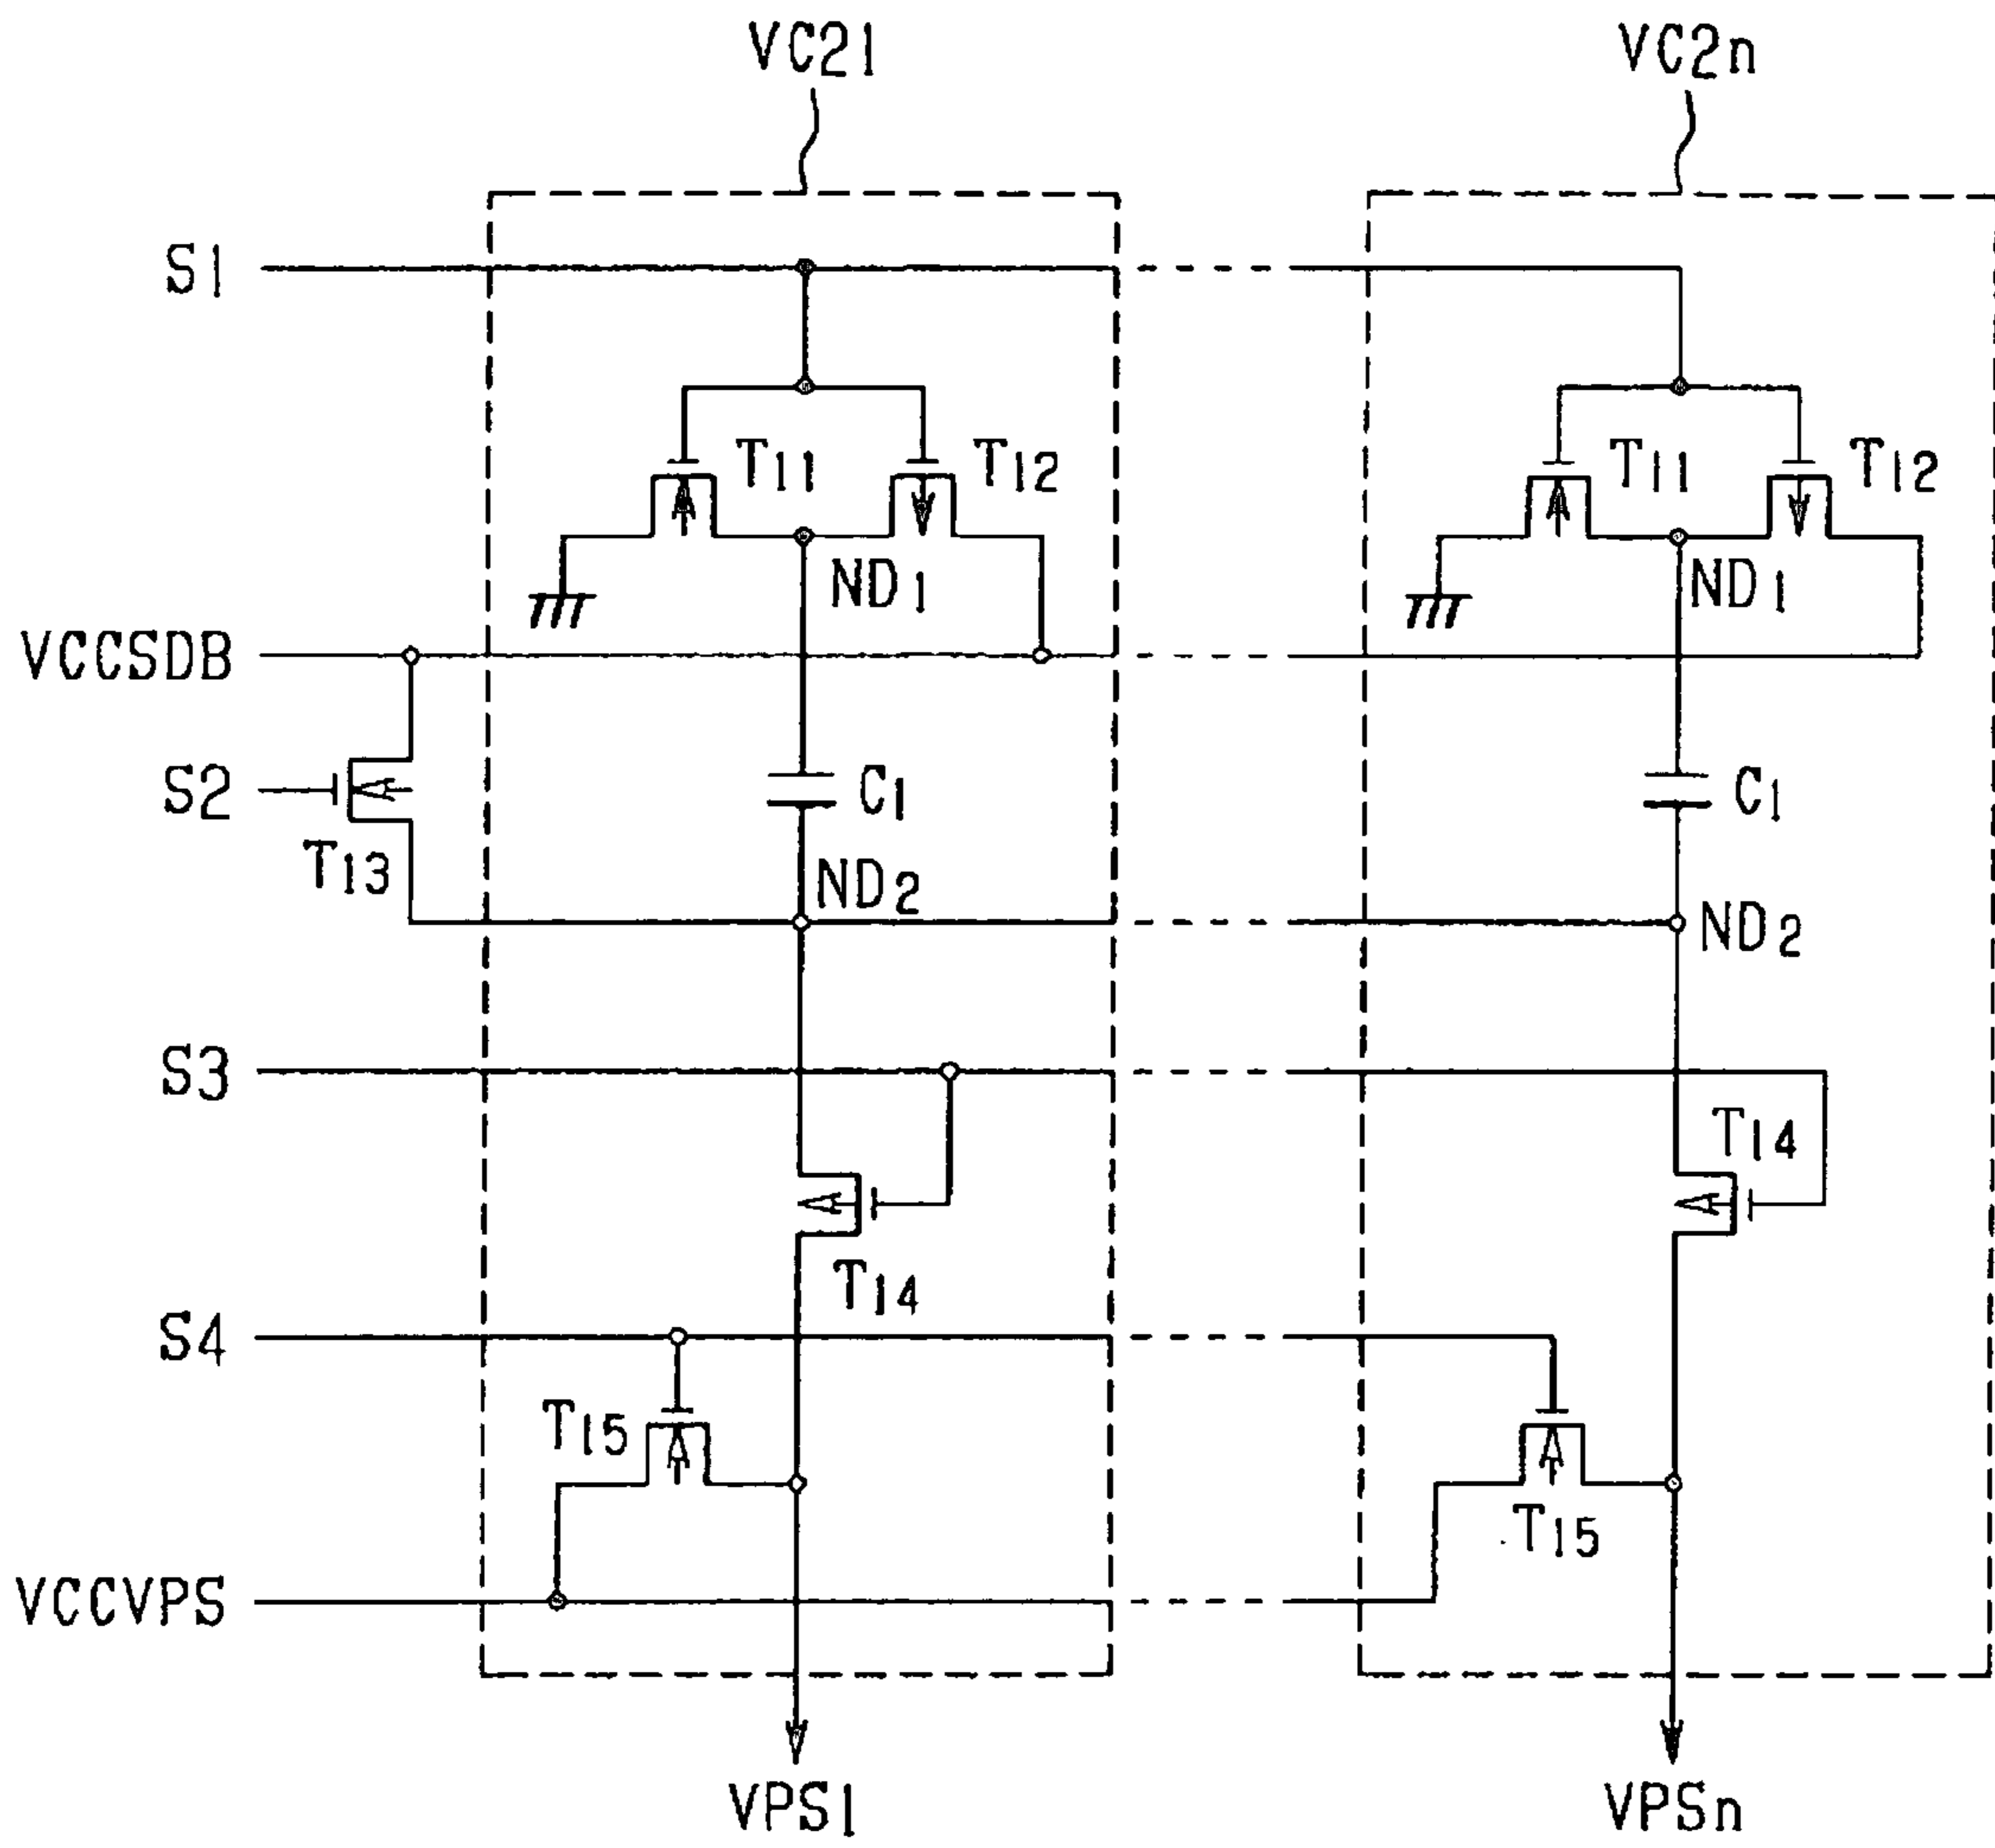 VC21
VC2n
S1
T11
T12
T11
T12
ND1
ND1
VCCSDB
S2
C1
C1
T13
ND2
ND2
S3
T14
T14
S4
T15
T15
VCCVPS
VPS1
VPSn